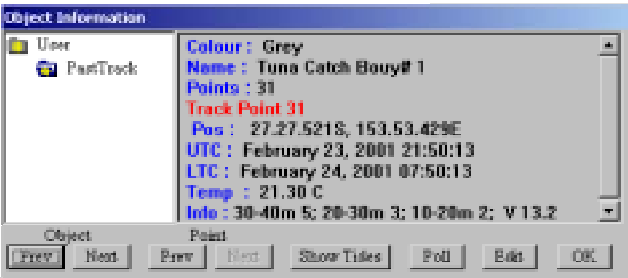 Object Information
User
PastTrack
Colour : Grey
Name : Tuna Catch Bouy# 1
Points : 31
Track Point 31
Pos : 27.27.521S, 153.53.429E
UTC : February 23, 2001 21:50:13
LTC : February 24, 2001 07:50:13
Temp : 21.30 C
Info : 30-40m 5; 20-30m 3; 10-20m 2; V 13.2
Object Point
Prev Next Prev Next Show Tides Poll Edit OK